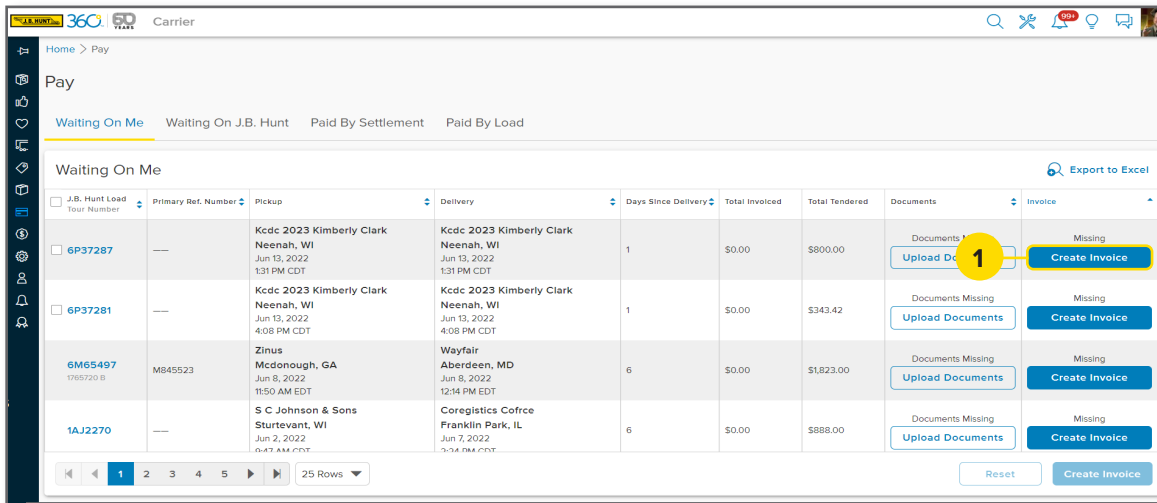 J.B. HUNT 360 60 YEARS Carrier 99+
Home > Pay
Pay
Waiting On Me Waiting On J.B. Hunt Paid By Settlement Paid By Load
Waiting On Me Export to Excel
J.B. Hunt Load
Tour Number
Primary Ref. Number Pickup Delivery Days Since Delivery Total Invoiced Total Tendered Documents Invoice
6P37287
——
Kcdc 2023 Kimberly Clark
Neenah, WI
Jun 13, 2022
1:31 PM CDT
Kcdc 2023 Kimberly Clark
Neenah, WI
Jun 13, 2022
1:31 PM CDT
1
$0.00
$800.00
Documents
Upload
1
Missing
Create Invoice
6P37281
——
Kcdc 2023 Kimberly Clark
Neenah, WI
Jun 13, 2022
4:08 PM CDT
Kcdc 2023 Kimberly Clark
Neenah, WI
Jun 13, 2022
4:08 PM CDT
1
$0.00
$343.42
Documents Missing
Upload Documents
Missing
Create Invoice
6M65497
1765720 B
M845523
Zinus
Mcdonough, GA
Jun 8, 2022
11:50 AM EDT
Wayfair
Aberdeen, MD
Jun 8, 2022
12:14 PM EDT
6
$0.00
$1,823.00
Documents Missing
Upload Documents
Missing
Create Invoice
1AJ2270
——
S C Johnson & Sons
Sturtevant, WI
Jun 2, 2022
9:47 AM CDT
Coregistics Cofrce
Franklin Park, IL
Jun 7, 2022
2:24 PM CDT
6
$0.00
$888.00
Documents Missing
Upload Documents
Missing
Create Invoice
1 2 3 4 5 25 Rows Reset Create Invoice